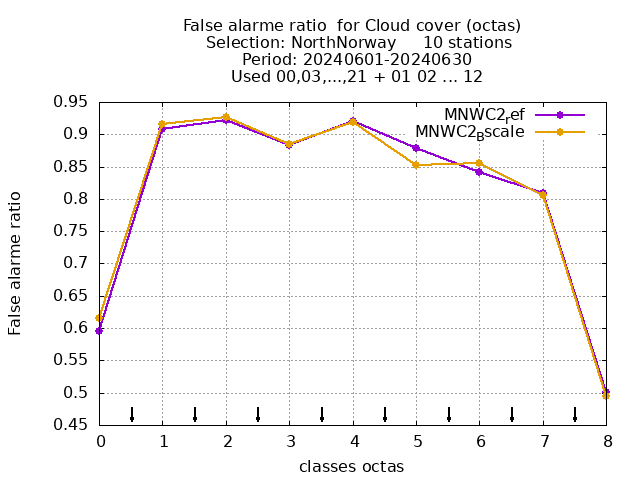 False alarme ratio  for Cloud cover (octas)
Selection: NorthNorway     10 stations
Period: 20240601-20240630
Used 00,03,...,21 + 01 02 ... 12
MNWC2ref
MNWC2Bscale
0.95
0.9
0.85
0.8
0.75
0.7
0.65
0.6
0.55
0.5
0.45
False alarme ratio
0 1 2 3 4 5 6 7 8
classes octas